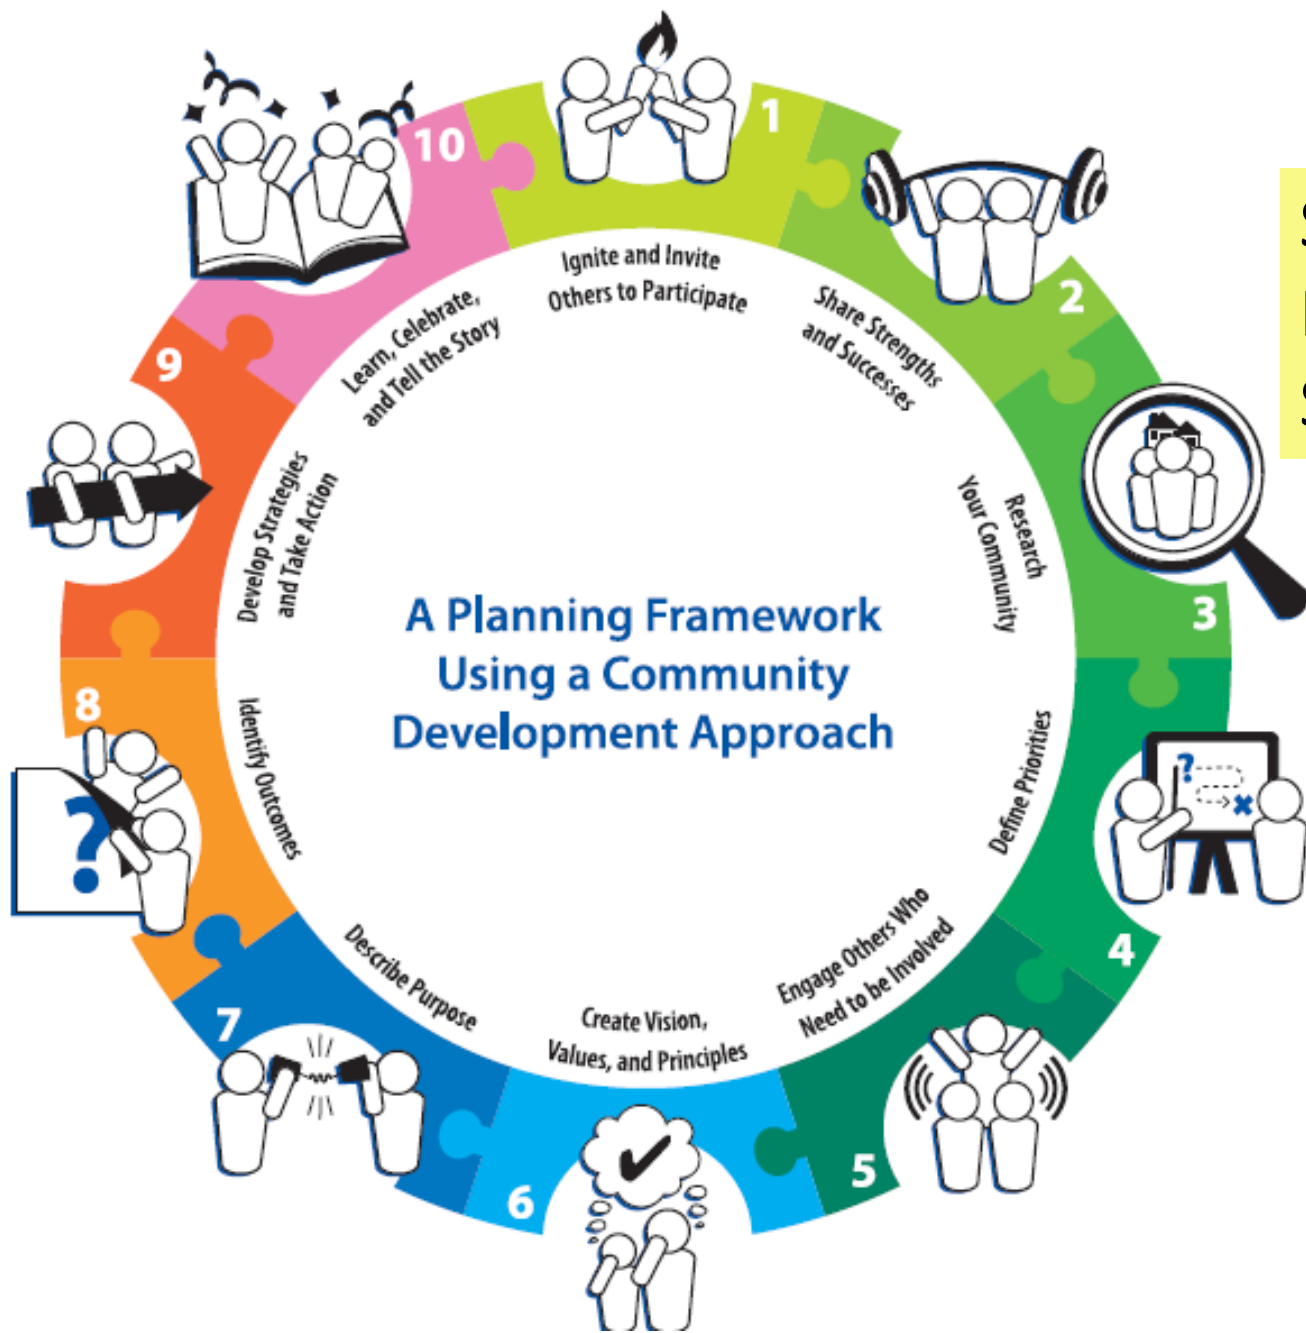 A Planning Framework
Using a Community
Development Approach
1
Ignite and Invite
Others to Participate
2
Share Strengths
and Successes
3
Research
Your Community
4
Define Priorities
?
5
Engage Others Who
Need to be Involved
6
Create Vision,
Values, and Principles
7
Describe Purpose
8
Identify Outcomes
?
9
Develop Strategies
and Take Action
10
Learn, Celebrate,
and Tell the Story